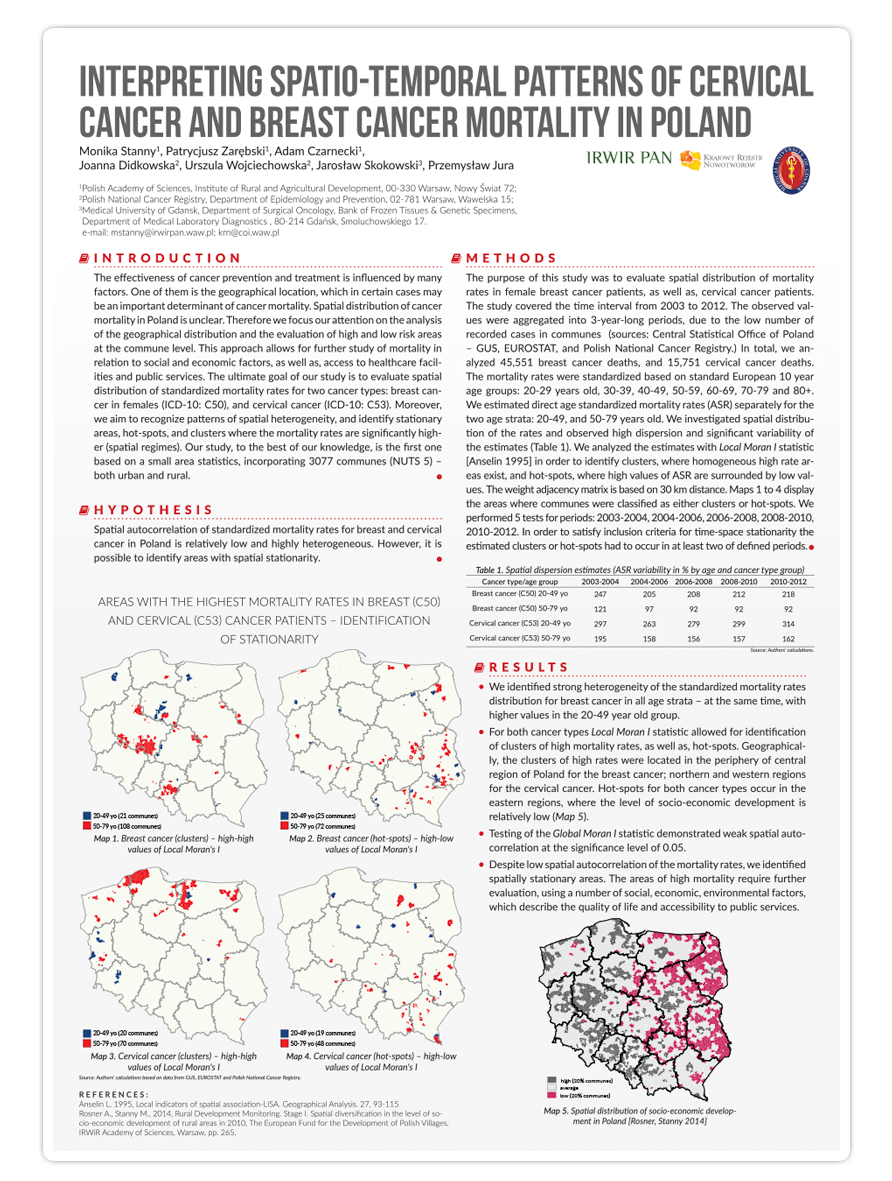 INTERPRETING SPATIO-TEMPORAL PATTERNS OF CERVICAL
CANCER AND BREAST CANCER MORTALITY IN POLAND
Monika Stanny¹, Patrycjusz Zarębski¹, Adam Czarnecki¹,
Joanna Didkowska², Urszula Wojciechowska², Jarosław Skokowski³, Przemysław Jura
IRWIR PAN
KRAJOWY REJESTR
NOWOTWORÓW
¹Polish Academy of Sciences, Institute of Rural and Agricultural Development, 00-330 Warsaw, Nowy Świat 72;
²Polish National Cancer Registry, Department of Epidemiology and Prevention, 02-781 Warsaw, Wawelska 15;
³Medical University of Gdansk, Department of Surgical Oncology, Bank of Frozen Tissues & Genetic Specimens,
Department of Medical Laboratory Diagnostics , 80-214 Gdańsk, Smoluchowskiego 17.
e-mail: mstanny@irwirpan.waw.pl; krn@coi.waw.pl
INTRODUCTION
The effectiveness of cancer prevention and treatment is influenced by many
factors. One of them is the geographical location, which in certain cases may
be an important determinant of cancer mortality. Spatial distribution of cancer
mortality in Poland is unclear. Therefore we focus our attention on the analysis
of the geographical distribution and the evaluation of high and low risk areas
at the commune level. This approach allows for further study of mortality in
relation to social and economic factors, as well as, access to healthcare facil-
ities and public services. The ultimate goal of our study is to evaluate spatial
distribution of standardized mortality rates for two cancer types: breast can-
cer in females (ICD-10: C50), and cervical cancer (ICD-10: C53). Moreover,
we aim to recognize patterns of spatial heterogeneity, and identify stationary
areas, hot-spots, and clusters where the mortality rates are significantly high-
er (spatial regimes). Our study, to the best of our knowledge, is the first one
based on a small area statistics, incorporating 3077 communes (NUTS 5) –
both urban and rural.
HYPOTHESIS
Spatial autocorrelation of standardized mortality rates for breast and cervical
cancer in Poland is relatively low and highly heterogeneous. However, it is
possible to identify areas with spatial stationarity.
AREAS WITH THE HIGHEST MORTALITY RATES IN BREAST (C50)
AND CERVICAL (C53) CANCER PATIENTS – IDENTIFICATION
OF STATIONARITY
20-49 yo (21 communes)
50-79 yo (108 communes)
Map 1. Breast cancer (clusters) – high-high
values of Local Moran's I
20-49 yo (25 communes)
50-79 yo (72 communes)
Map 2. Breast cancer (hot-spots) – high-low
values of Local Moran's I
20-49 yo (20 communes)
50-79 yo (70 communes)
Map 3. Cervical cancer (clusters) – high-high
values of Local Moran's I
20-49 yo (19 communes)
50-79 yo (48 communes)
Map 4. Cervical cancer (hot-spots) – high-low
values of Local Moran's I
Source: Authors' calculations based on data from GUS, EUROSTAT and Polish National Cancer Registry.
REFERENCES:
Anselin L. 1995, Local indicators of spatial association-LISA. Geographical Analysis. 27, 93-115
Rosner A., Stanny M., 2014, Rural Development Monitoring. Stage I. Spatial diversification in the level of so-
cio-economic development of rural areas in 2010, The European Fund for the Development of Polish Villages,
IRWiR Academy of Sciences, Warsaw, pp. 265.
METHODS
The purpose of this study was to evaluate spatial distribution of mortality
rates in female breast cancer patients, as well as, cervical cancer patients.
The study covered the time interval from 2003 to 2012. The observed val-
ues were aggregated into 3-year-long periods, due to the low number of
recorded cases in communes (sources: Central Statistical Office of Poland
– GUS, EUROSTAT, and Polish National Cancer Registry.) In total, we an-
alyzed 45,551 breast cancer deaths, and 15,751 cervical cancer deaths.
The mortality rates were standardized based on standard European 10 year
age groups: 20-29 years old, 30-39, 40-49, 50-59, 60-69, 70-79 and 80+.
We estimated direct age standardized mortality rates (ASR) separately for the
two age strata: 20-49, and 50-79 years old. We investigated spatial distribu-
tion of the rates and observed high dispersion and significant variability of
the estimates (Table 1). We analyzed the estimates with Local Moran I statistic
[Anselin 1995] in order to identify clusters, where homogeneous high rate ar-
eas exist, and hot-spots, where high values of ASR are surrounded by low val-
ues. The weight adjacency matrix is based on 30 km distance. Maps 1 to 4 display
the areas where communes were classified as either clusters or hot-spots. We
performed 5 tests for periods: 2003-2004, 2004-2006, 2006-2008, 2008-2010,
2010-2012. In order to satisfy inclusion criteria for time-space stationarity the
estimated clusters or hot-spots had to occur in at least two of defined periods.
Table 1. Spatial dispersion estimates (ASR variability in % by age and cancer type group)
Cancer type/age group 2003-2004 2004-2006 2006-2008 2008-2010 2010-2012
Breast cancer (C50) 20-49 yo 247 205 208 212 218
Breast cancer (C50) 50-79 yo 121 97 92 92 92
Cervical cancer (C53) 20-49 yo 297 263 279 299 314
Cervical cancer (C53) 50-79 yo 195 158 156 157 162
Source: Authors' calculations.
RESULTS
We identified strong heterogeneity of the standardized mortality rates
distribution for breast cancer in all age strata – at the same time, with
higher values in the 20-49 year old group.
For both cancer types Local Moran I statistic allowed for identification
of clusters of high mortality rates, as well as, hot-spots. Geographical-
ly, the clusters of high rates were located in the periphery of central
region of Poland for the breast cancer; northern and western regions
for the cervical cancer. Hot-spots for both cancer types occur in the
eastern regions, where the level of socio-economic development is
relatively low (Map 5).
Testing of the Global Moran I statistic demonstrated weak spatial auto-
correlation at the significance level of 0.05.
Despite low spatial autocorrelation of the mortality rates, we identified
spatially stationary areas. The areas of high mortality require further
evaluation, using a number of social, economic, environmental factors,
which describe the quality of life and accessibility to public services.
high (20% communes)
average
low (20% communes)
Map 5. Spatial distribution of socio-economic develop-
ment in Poland [Rosner, Stanny 2014]